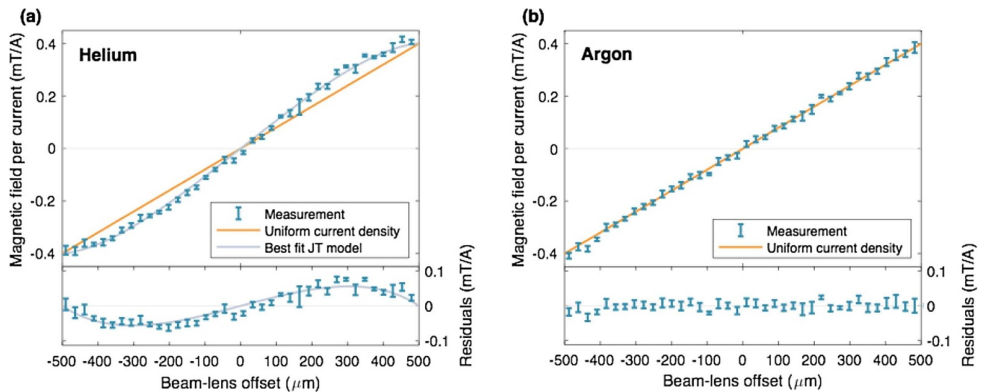 (a)
Helium
Magnetic field per current (mT/A)
0.4
0.2
0
-0.2
-0.4
Measurement
Uniform current density
Best fit JT model
0.1
0
-0.1
Residuals (mT/A)
-500 -400 -300 -200 -100 0 100 200 300 400 500
Beam-lens offset (μm)
(b)
Argon
Magnetic field per current (mT/A)
0.4
0.2
0
-0.2
-0.4
Measurement
Uniform current density
0.1
0
-0.1
Residuals (mT/A)
-500 -400 -300 -200 -100 0 100 200 300 400 500
Beam-lens offset (μm)